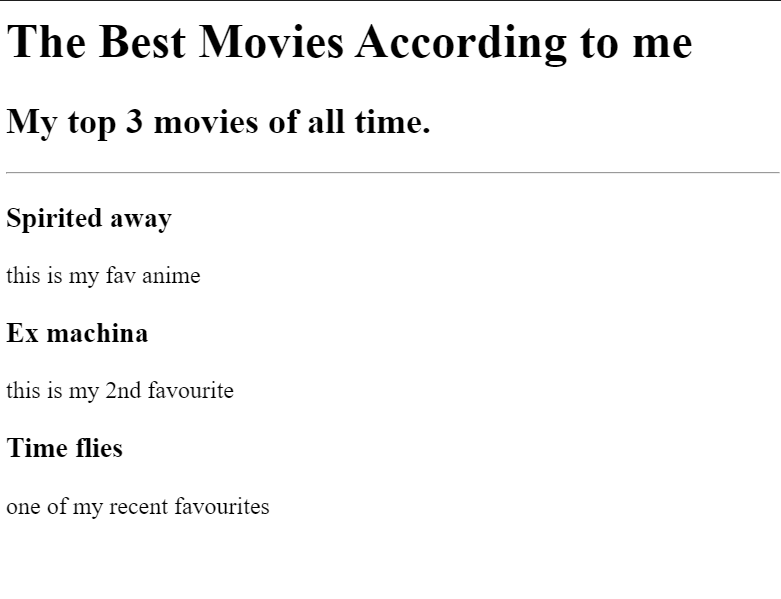 The Best Movies According to me
My top 3 movies of all time.
Spirited away
this is my fav anime
Ex machina
this is my 2nd favourite
Time flies
one of my recent favourites